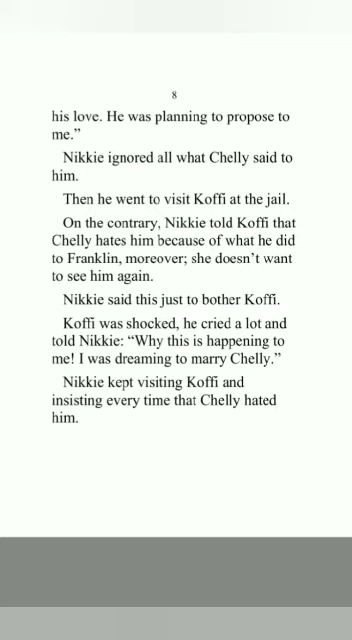 8
his love. He was planning to propose to
me.”
Nikkie ignored all what Chelly said to
him.
Then he went to visit Koffi at the jail.
On the contrary, Nikkie told Koffi that
Chelly hates him because of what he did
to Franklin, moreover; she doesn’t want
to see him again.
Nikkie said this just to bother Koffi.
Koffi was shocked, he cried a lot and
told Nikkie: “Why this is happening to
me! I was dreaming to marry Chelly.”
Nikkie kept visiting Koffi and
insisting every time that Chelly hated
him.